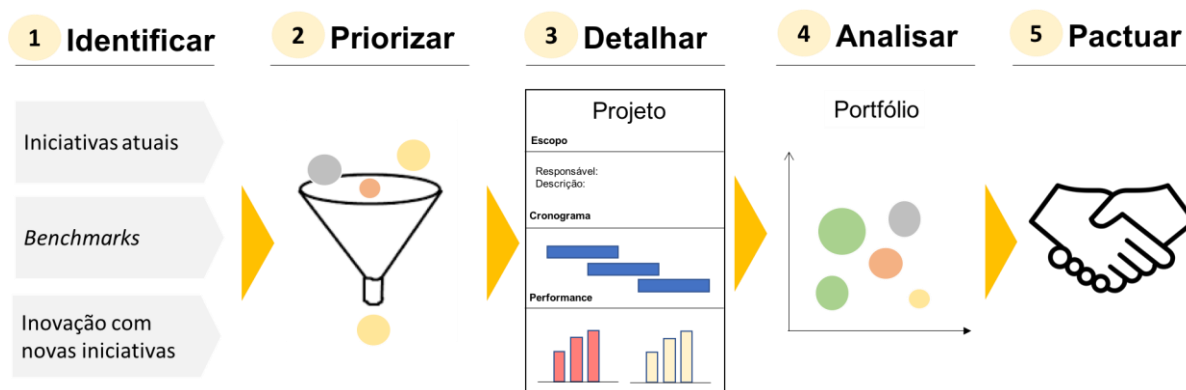 1 Identificar
2 Priorizar
3 Detalhar
4 Analisar
5 Pactuar
Iniciativas atuais
Benchmarks
Inovação com
novas iniciativas
Projeto
Escopo
Responsável:
Descrição:
Cronograma
Performance
Portfólio